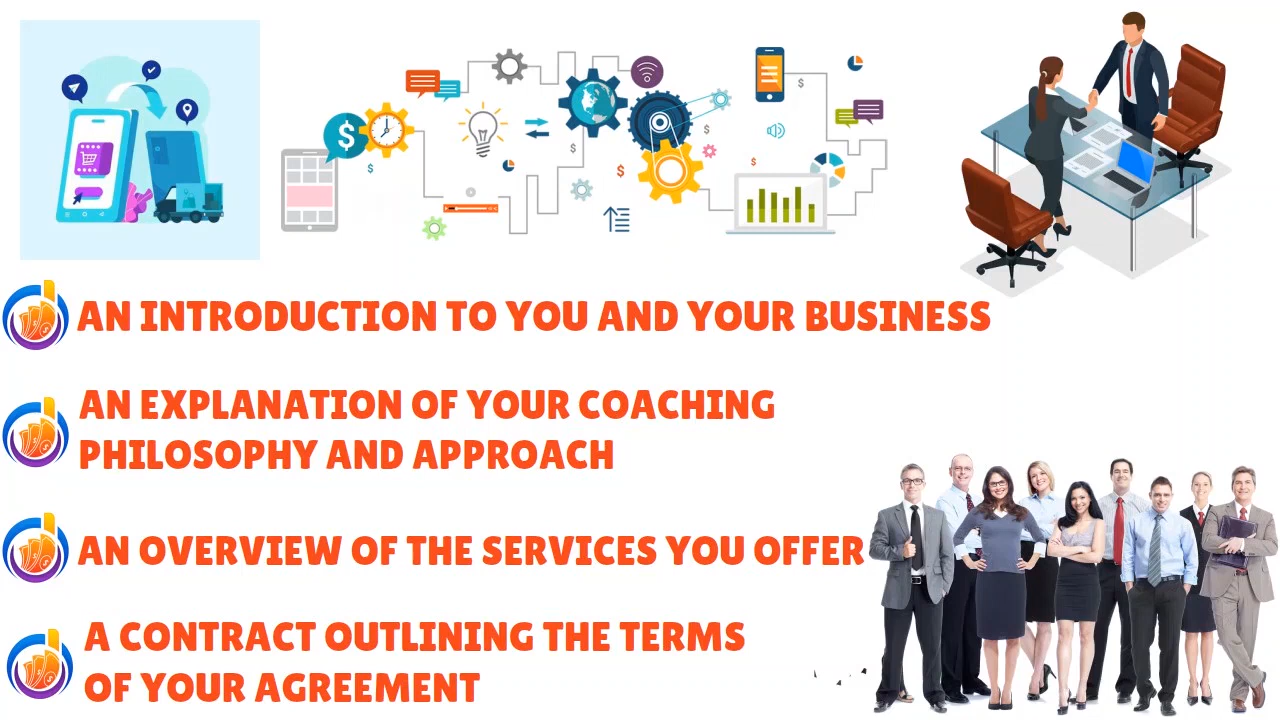 AN INTRODUCTION TO YOU AND YOUR BUSINESS
AN EXPLANATION OF YOUR COACHING
PHILOSOPHY AND APPROACH
AN OVERVIEW OF THE SERVICES YOU OFFER
A CONTRACT OUTLINING THE TERMS
OF YOUR AGREEMENT